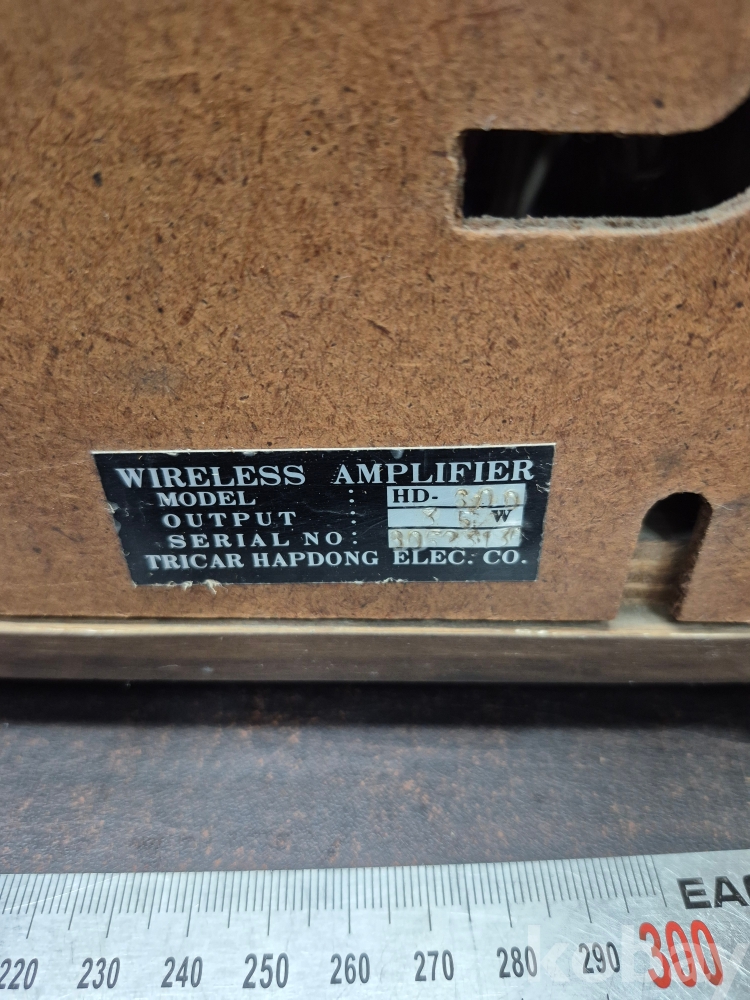 WIRELESS AMPLIFIER
MODEL : HD-
OUTPUT : W
SERIAL NO :
TRICAR HAPDONG ELEC. CO.
220 230 240 250 260 270 280 290 300